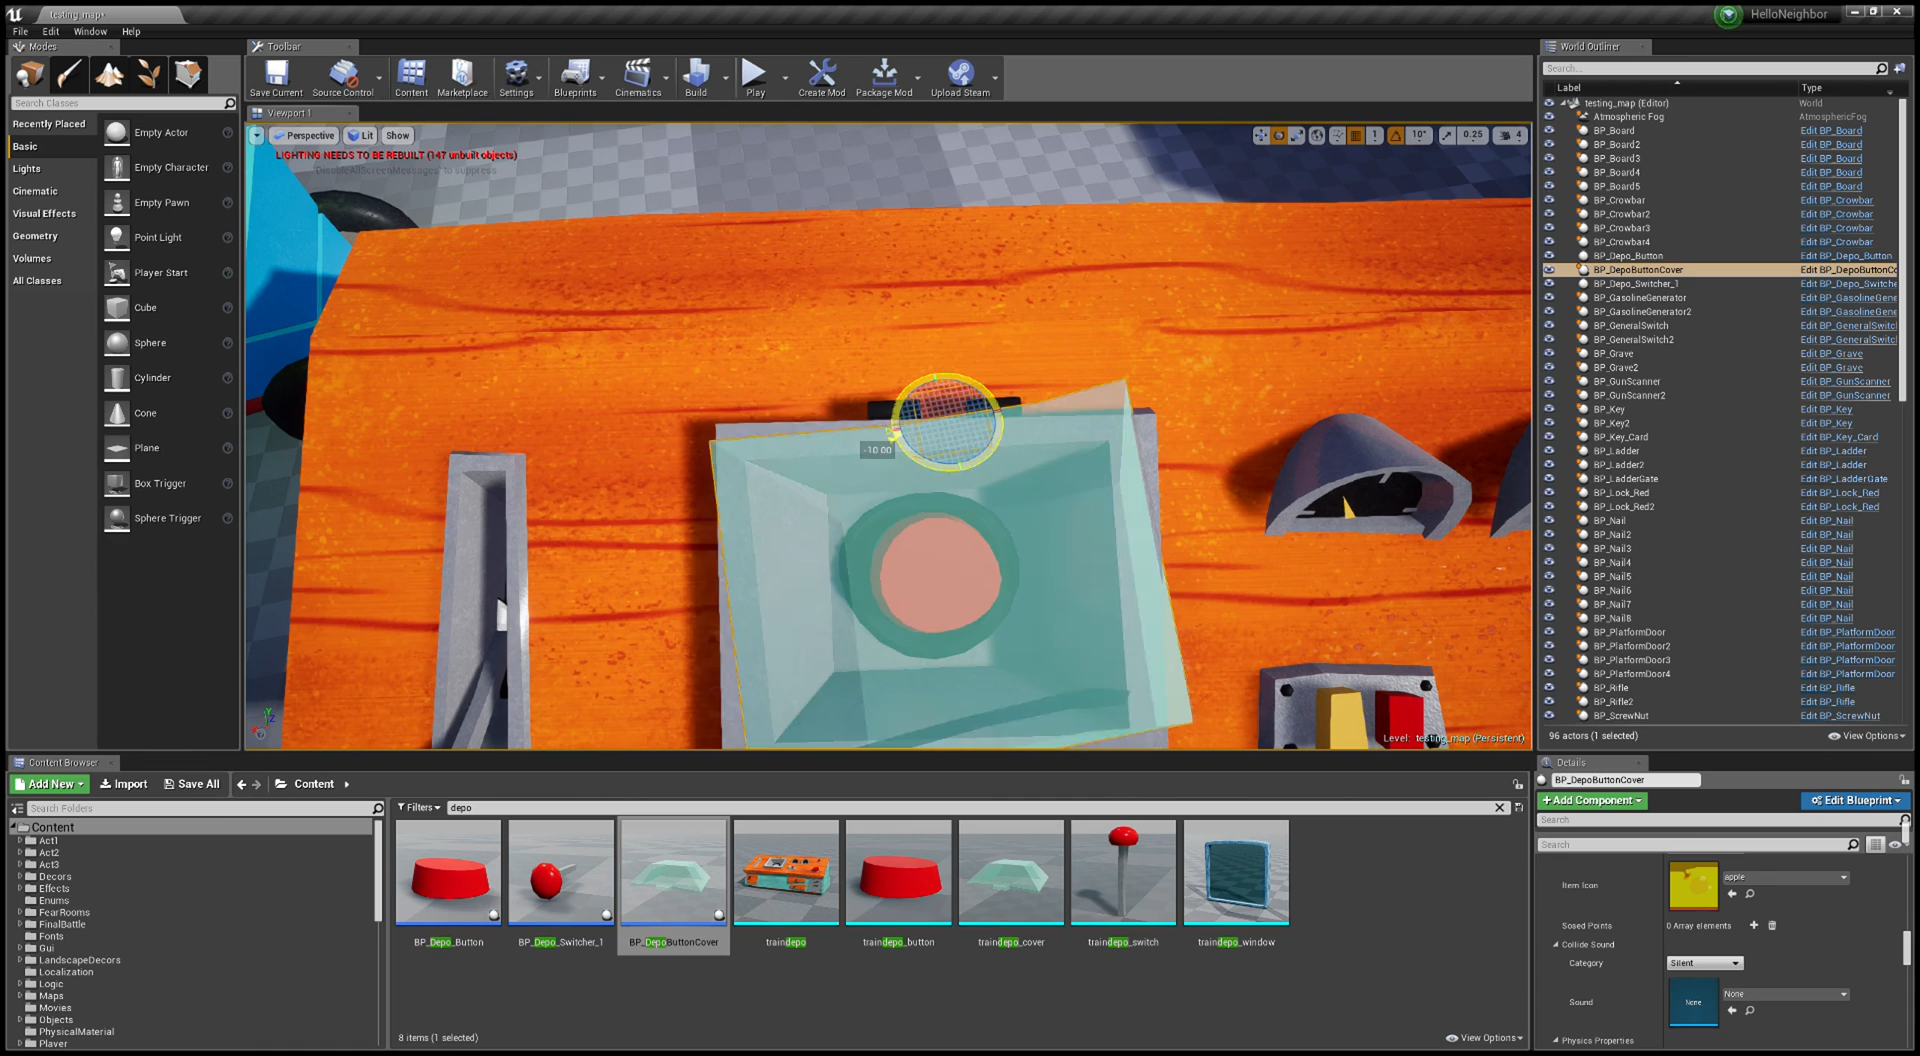 testing_map*
HelloNeighbor
File Edit Window Help
Modes
Toolbar
World Outliner
Save Current
Source Control
Content
Marketplace
Settings
Blueprints
Cinematics
Build
Play
Create Mod
Package Mod
Upload Steam
Search Classes
Recently Placed
Basic
Lights
Cinematic
Visual Effects
Geometry
Volumes
All Classes
Empty Actor
Empty Character
Empty Pawn
Point Light
Player Start
Cube
Sphere
Cylinder
Cone
Plane
Box Trigger
Sphere Trigger
Viewport 1
Perspective Lit Show
1 10° 0.25 4
LIGHTING NEEDS TO BE REBUILT (147 unbuilt objects)
'DisableAllScreenMessages' to suppress
-10.00
Level: testing_map (Persistent)
Search...
Label Type
testing_map (Editor) World
Atmospheric Fog AtmosphericFog
BP_Board Edit BP_Board
BP_Board2 Edit BP_Board
BP_Board3 Edit BP_Board
BP_Board4 Edit BP_Board
BP_Board5 Edit BP_Board
BP_Crowbar Edit BP_Crowbar
BP_Crowbar2 Edit BP_Crowbar
BP_Crowbar3 Edit BP_Crowbar
BP_Crowbar4 Edit BP_Crowbar
BP_Depo_Button Edit BP_Depo_Button
BP_DepoButtonCover Edit BP_DepoButtonCo
BP_Depo_Switcher_1 Edit BP_Depo_Switche
BP_GasolineGenerator Edit BP_GasolineGene
BP_GasolineGenerator2 Edit BP_GasolineGene
BP_GeneralSwitch Edit BP_GeneralSwitc
BP_GeneralSwitch2 Edit BP_GeneralSwitc
BP_Grave Edit BP_Grave
BP_Grave2 Edit BP_Grave
BP_GunScanner Edit BP_GunScanner
BP_GunScanner2 Edit BP_GunScanner
BP_Key Edit BP_Key
BP_Key2 Edit BP_Key
BP_Key_Card Edit BP_Key_Card
BP_Ladder Edit BP_Ladder
BP_Ladder2 Edit BP_Ladder
BP_LadderGate Edit BP_LadderGate
BP_Lock_Red Edit BP_Lock_Red
BP_Lock_Red2 Edit BP_Lock_Red
BP_Nail Edit BP_Nail
BP_Nail2 Edit BP_Nail
BP_Nail3 Edit BP_Nail
BP_Nail4 Edit BP_Nail
BP_Nail5 Edit BP_Nail
BP_Nail6 Edit BP_Nail
BP_Nail7 Edit BP_Nail
BP_Nail8 Edit BP_Nail
BP_PlatformDoor Edit BP_PlatformDoor
BP_PlatformDoor2 Edit BP_PlatformDoor
BP_PlatformDoor3 Edit BP_PlatformDoor
BP_PlatformDoor4 Edit BP_PlatformDoor
BP_Rifle Edit BP_Rifle
BP_Rifle2 Edit BP_Rifle
BP_ScrewNut Edit BP_ScrewNut
96 actors (1 selected) View Options
Content Browser
Add New Import Save All Content
Search Folders
Filters depo
Content
Act1
Act2
Act3
Decors
Effects
Enums
FearRooms
FinalBattle
Fonts
Gui
LandscapeDecors
Localization
Logic
Maps
Movies
Objects
PhysicalMaterial
Player
BP_Depo_Button
BP_Depo_Switcher_1
BP_DepoButtonCover
traindepo
traindepo_button
traindepo_cover
traindepo_switch
traindepo_window
8 items (1 selected) View Options
Details
BP_DepoButtonCover
Add Component Edit Blueprint
Search
Search
Item Icon apple
Sosed Points 0 Array elements
Collide Sound
Category Silent
Sound None None
Physics Properties